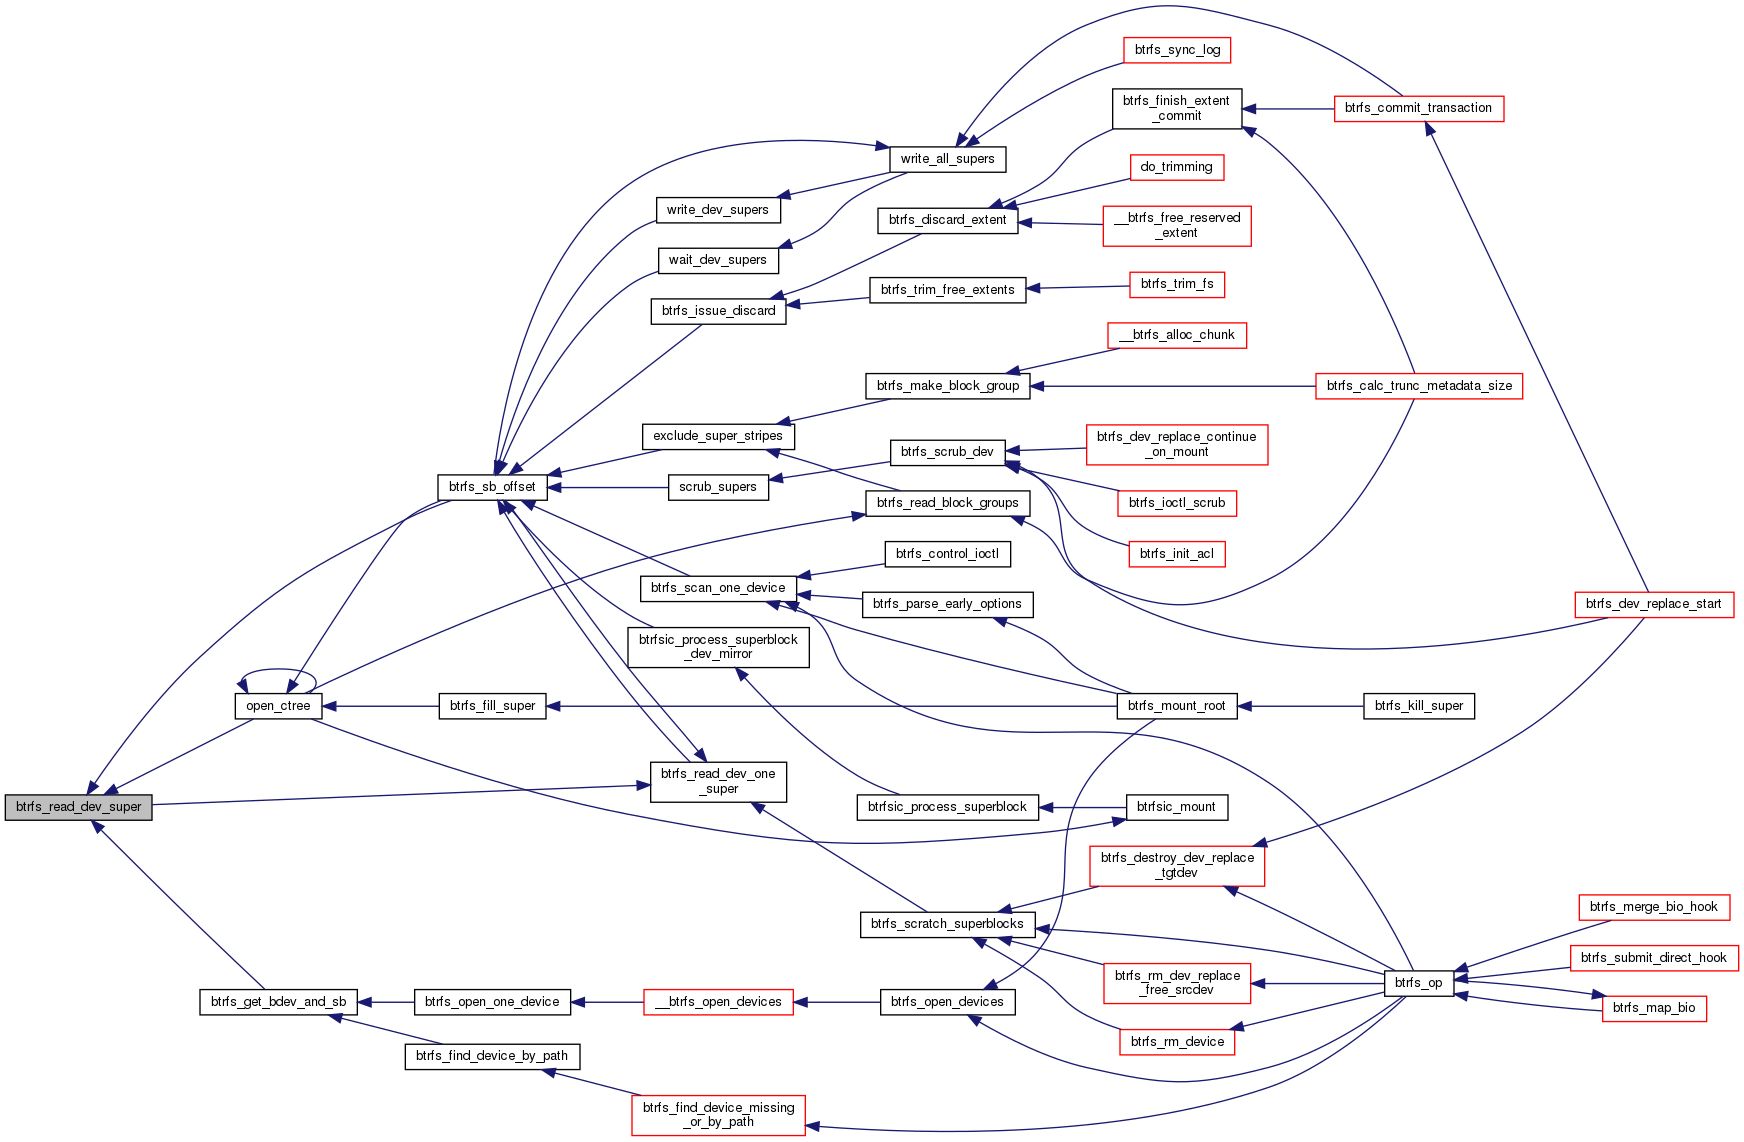 btrfs_sync_log
btrfs_finish_extent
_commit
btrfs_commit_transaction
write_all_supers
do_trimming
write_dev_supers
btrfs_discard_extent
__btrfs_free_reserved
_extent
wait_dev_supers
btrfs_trim_free_extents
btrfs_trim_fs
btrfs_issue_discard
__btrfs_alloc_chunk
btrfs_make_block_group
btrfs_calc_trunc_metadata_size
exclude_super_stripes
btrfs_scrub_dev
btrfs_dev_replace_continue
_on_mount
btrfs_sb_offset
scrub_supers
btrfs_read_block_groups
btrfs_ioctl_scrub
btrfs_control_ioctl
btrfs_init_acl
btrfs_scan_one_device
btrfs_parse_early_options
btrfs_dev_replace_start
btrfsic_process_superblock
_dev_mirror
open_ctree
btrfs_fill_super
btrfs_mount_root
btrfs_kill_super
btrfs_read_dev_one
_super
btrfs_read_dev_super
btrfsic_process_superblock
btrfsic_mount
btrfs_destroy_dev_replace
_tgtdev
btrfs_merge_bio_hook
btrfs_scratch_superblocks
btrfs_submit_direct_hook
btrfs_rm_dev_replace
_free_srcdev
btrfs_op
btrfs_get_bdev_and_sb
btrfs_open_one_device
__btrfs_open_devices
btrfs_open_devices
btrfs_map_bio
btrfs_rm_device
btrfs_find_device_by_path
btrfs_find_device_missing
_or_by_path